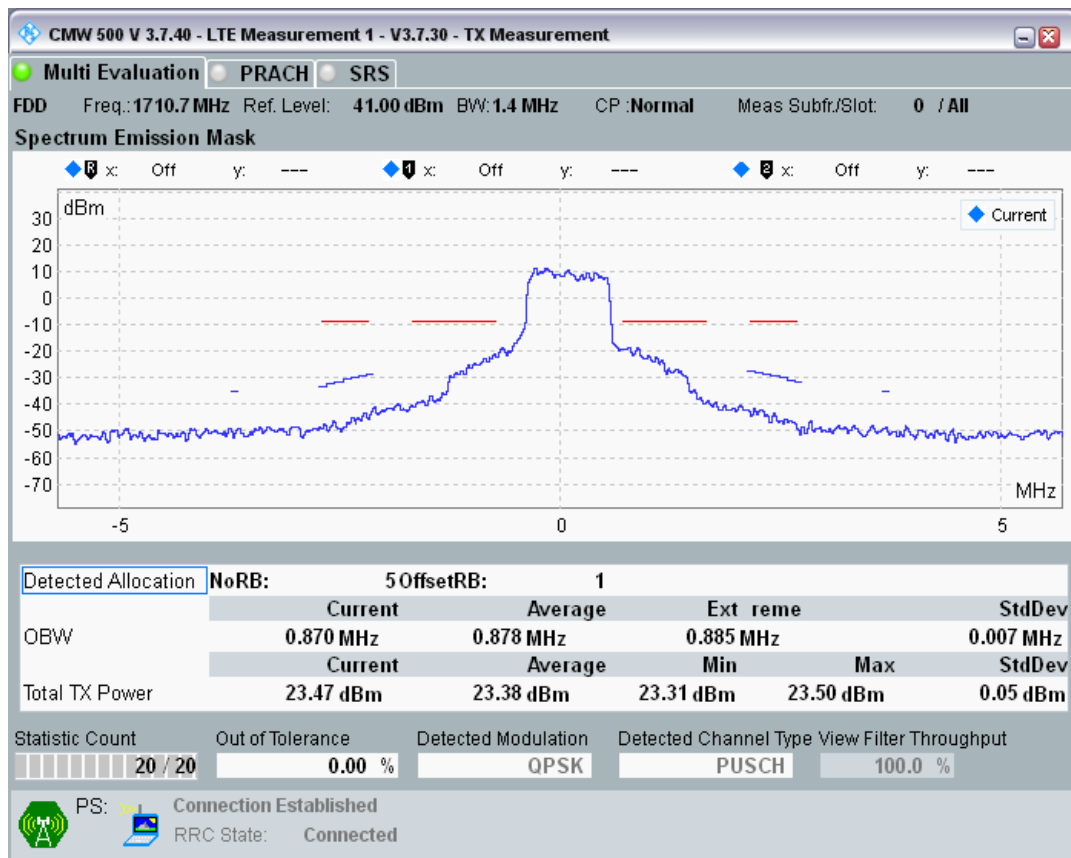 CMW 500 V 3.7.40 - LTE Measurement 1 - V3.7.30 - TX Measurement
Multi Evaluation PRACH SRS
FDD Freq.:1710.7 MHz Ref. Level: 41.00 dBm BW:1.4 MHz CP :Normal Meas Subfr./Slot: 0 / All
Spectrum Emission Mask
R x: Off y: --- 1 x: Off y: --- 2 x: Off y: ---
dBm
Current
30
20
10
0
-10
-20
-30
-40
-50
-60
-70
MHz
-5 0 5
Detected Allocation NoRB: 5 OffsetRB: 1
Current Average Ext reme StdDev
OBW 0.870 MHz 0.878 MHz 0.885 MHz 0.007 MHz
Current Average Min Max StdDev
Total TX Power 23.47 dBm 23.38 dBm 23.31 dBm 23.50 dBm 0.05 dBm
Statistic Count Out of Tolerance Detected Modulation Detected Channel Type View Filter Throughput
20 / 20 0.00 % QPSK PUSCH 100.0 %
PS: Connection Established
RRC State: Connected